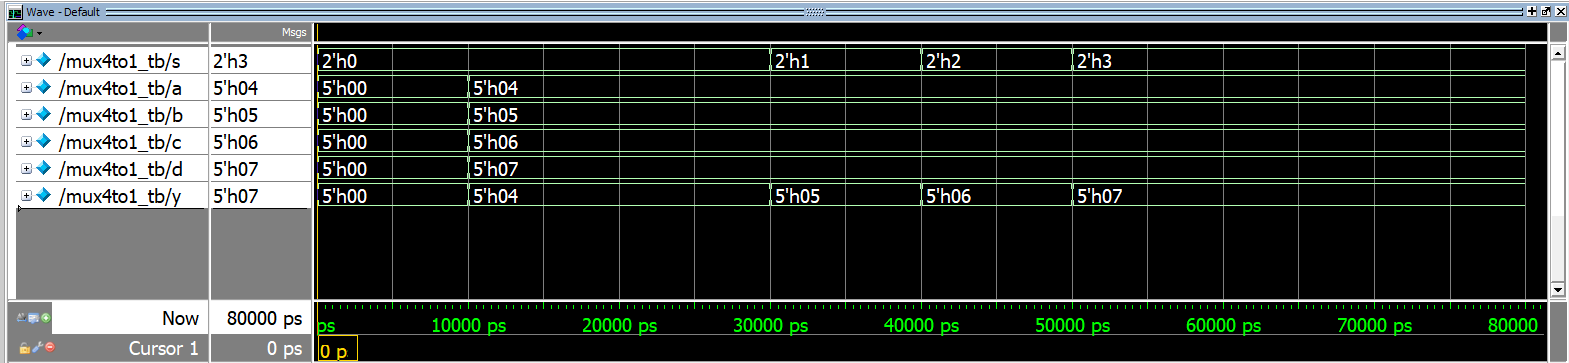 Wave - Default
Msgs
/mux4to1_tb/s 2'h3 2'h0 2'h1 2'h2 2'h3
/mux4to1_tb/a 5'h04 5'h00 5'h04
/mux4to1_tb/b 5'h05 5'h00 5'h05
/mux4to1_tb/c 5'h06 5'h00 5'h06
/mux4to1_tb/d 5'h07 5'h00 5'h07
/mux4to1_tb/y 5'h07 5'h00 5'h04 5'h05 5'h06 5'h07
Now 80000 ps ps 10000 ps 20000 ps 30000 ps 40000 ps 50000 ps 60000 ps 70000 ps 80000
Cursor 1 0 ps 0 p